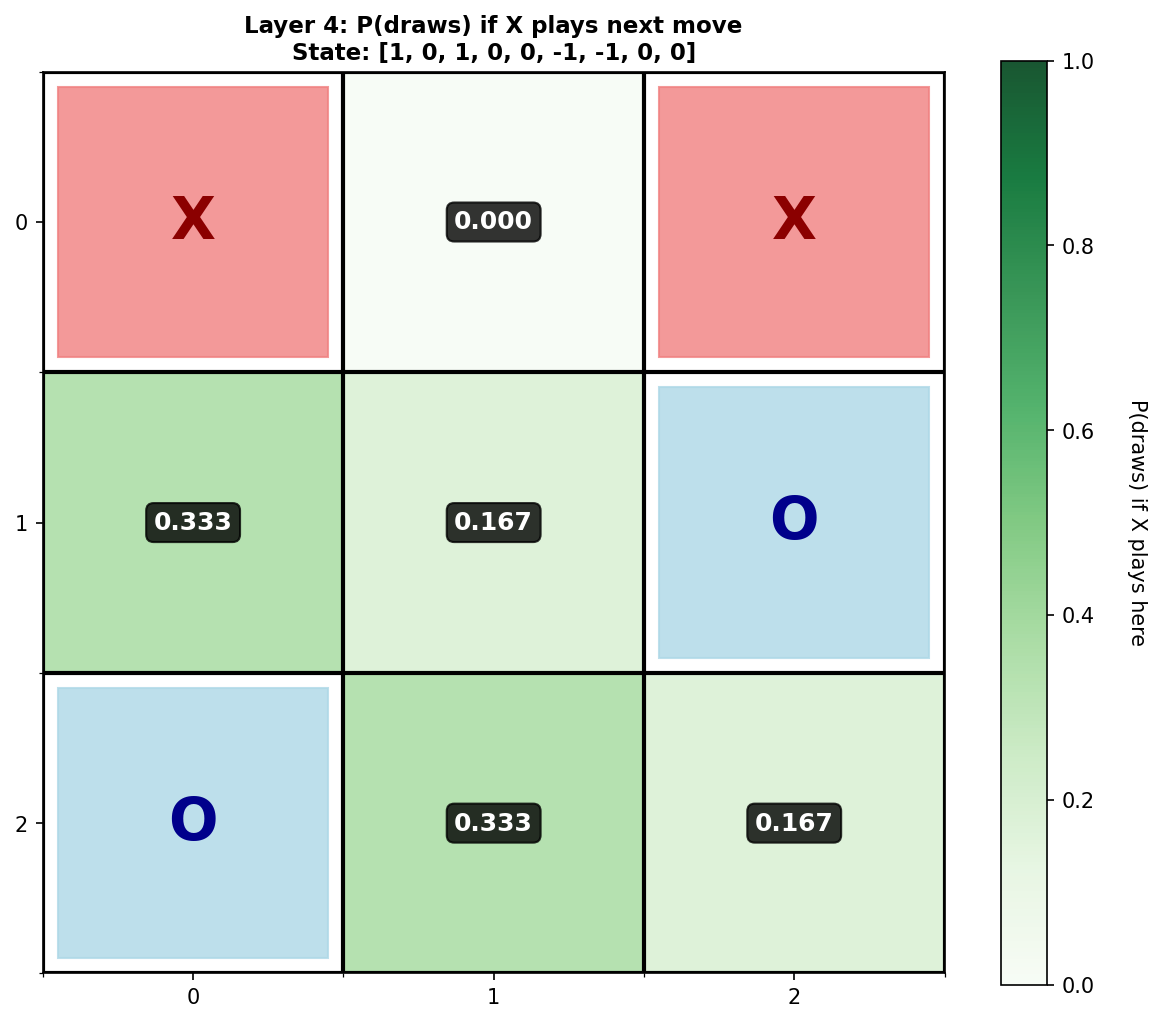 Layer 4: P(draws) if X plays next move
State: [1, 0, 1, 0, 0, -1, -1, 0, 0]
X
0.000
X
0.333
0.167
O
O
0.333
0.167
0
1
2
0
1
2
1.0
0.8
0.6
0.4
0.2
0.0
P(draws) if X plays here